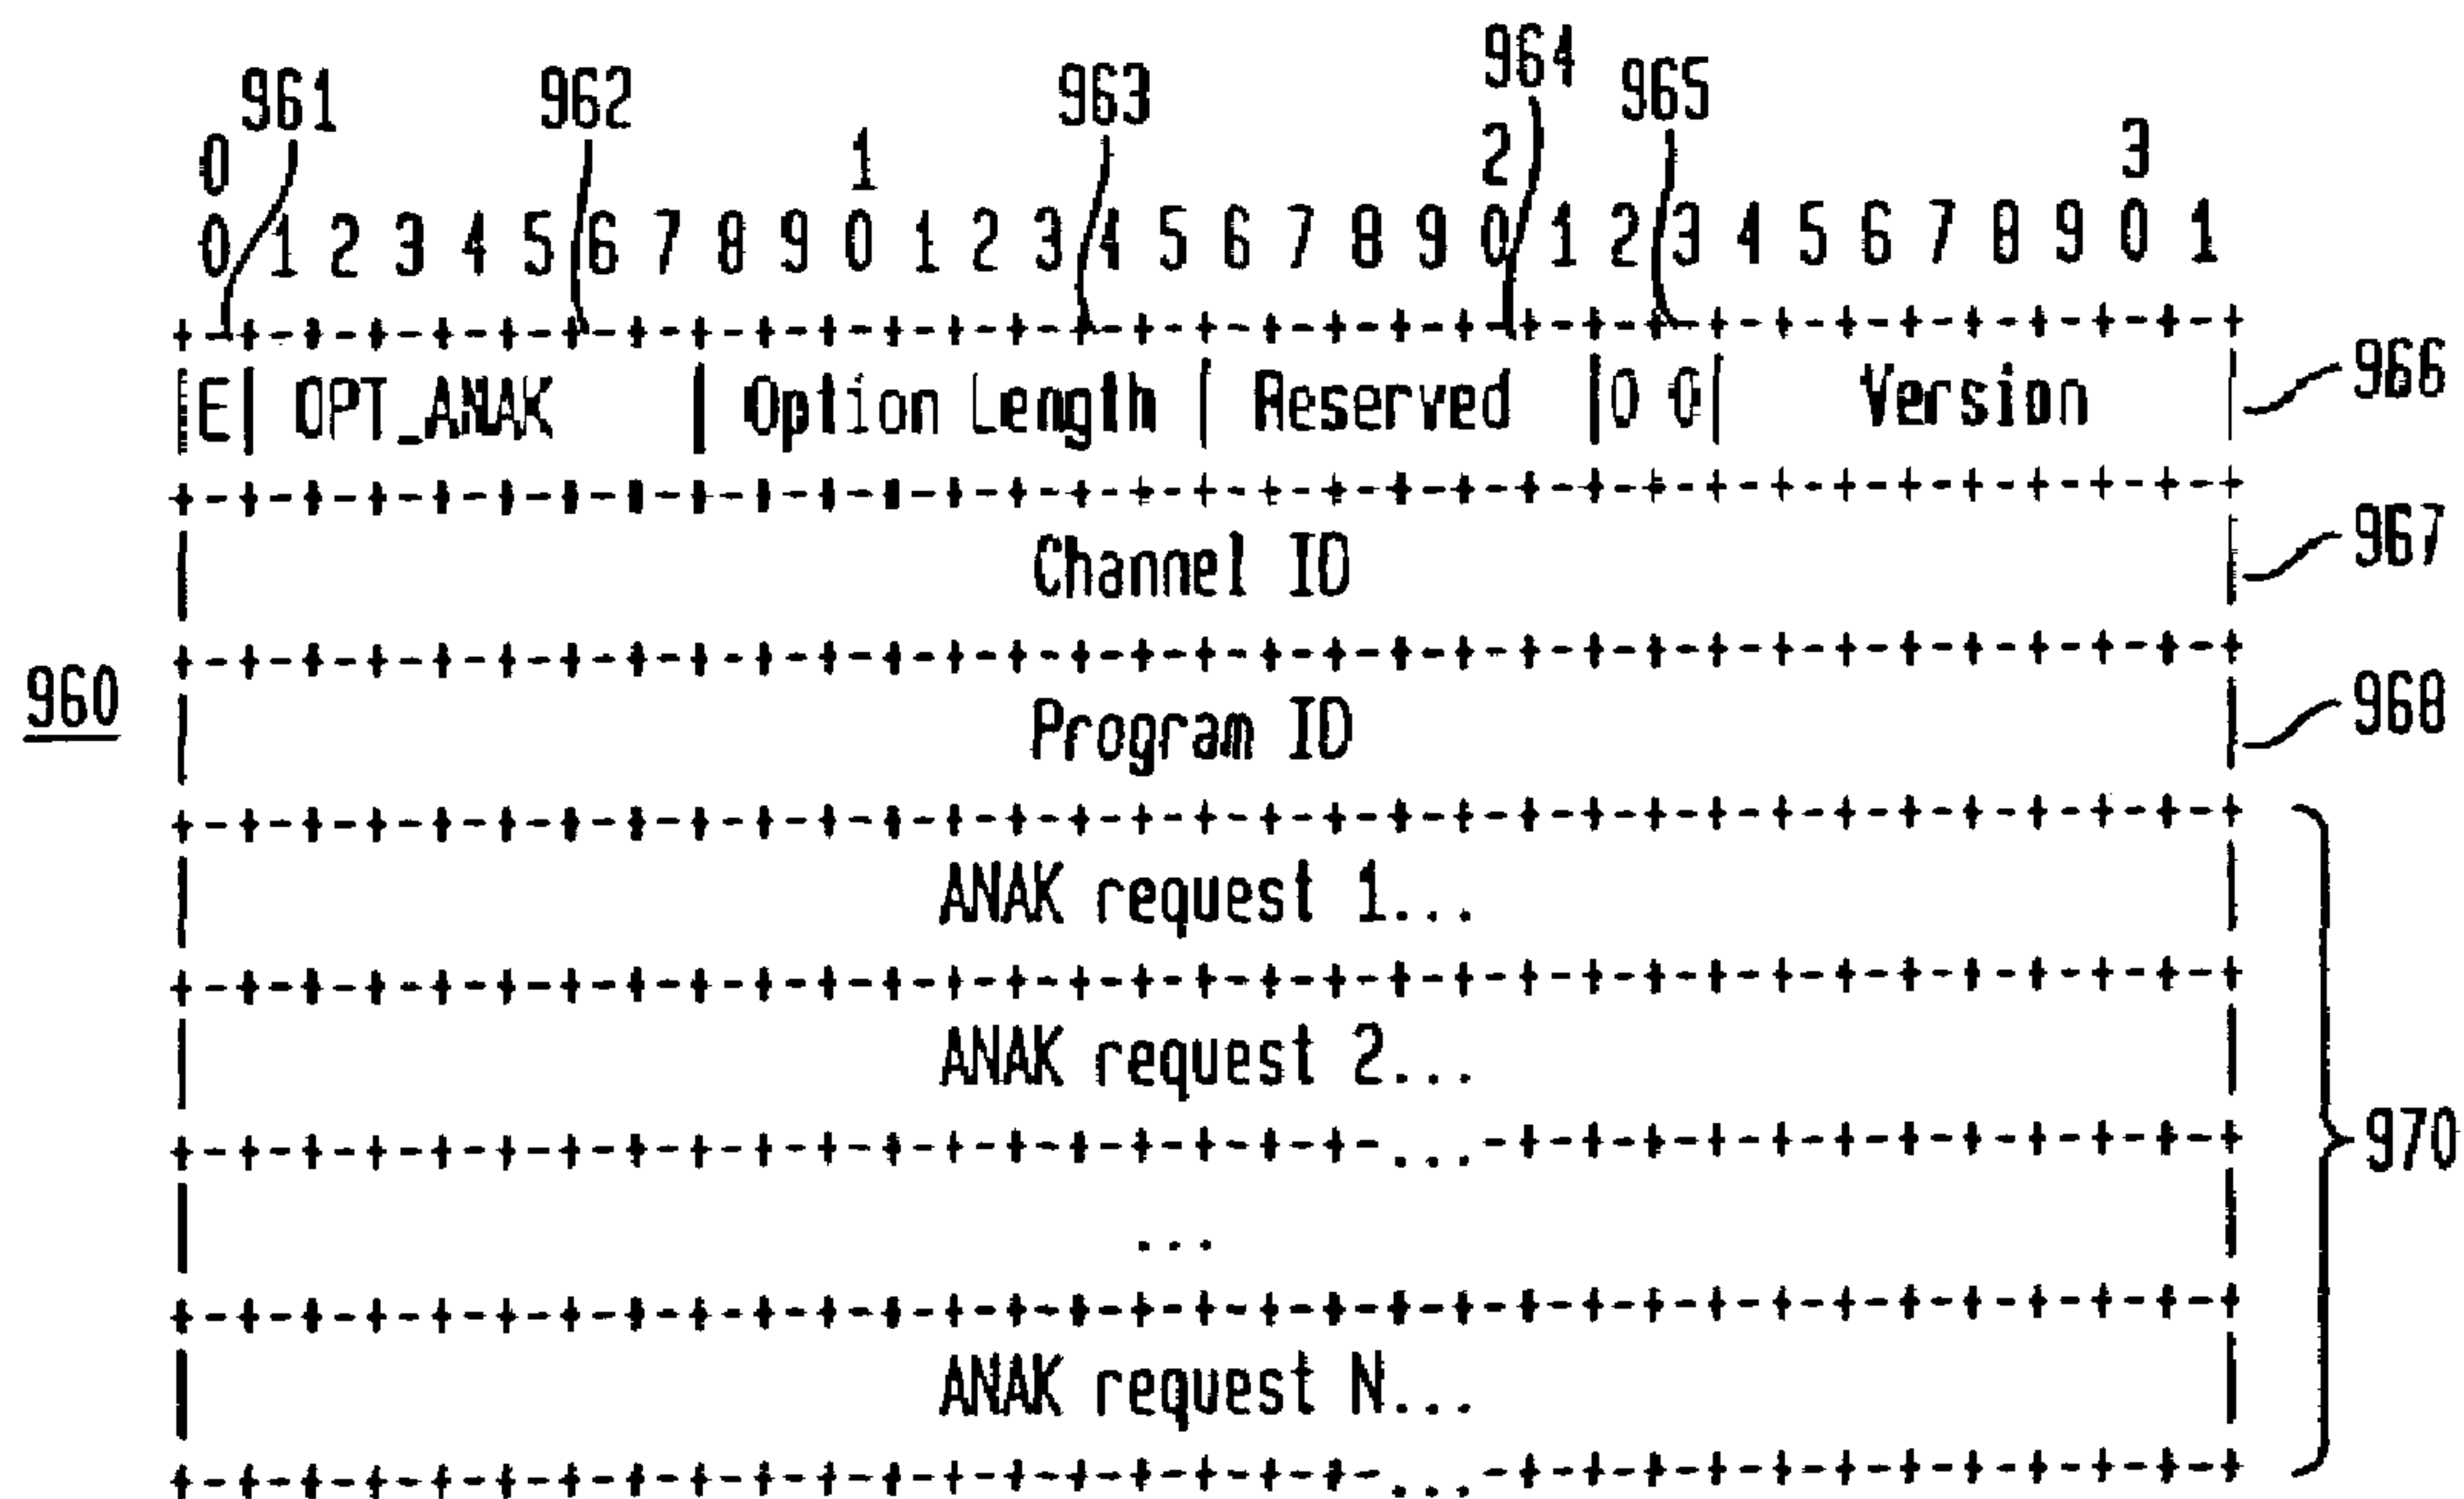 961 962 963 964 965
0 1 2 3
0 1 2 3 4 5 6 7 8 9 0 1 2 3 4 5 6 7 8 9 0 1 2 3 4 5 6 7 8 9 0 1
+-+-+-+-+-+-+-+-+-+-+-+-+-+-+-+-+-+-+-+-+-+-+-+-+-+-+-+-+-+-+-+-+
|E| OPT_ANAK | Option Length | Reserved |0 0| Version | 966
+-+-+-+-+-+-+-+-+-+-+-+-+-+-+-+-+-+-+-+-+-+-+-+-+-+-+-+-+-+-+-+-+
| Channel ID | 967
+-+-+-+-+-+-+-+-+-+-+-+-+-+-+-+-+-+-+-+-+-+-+-+-+-+-+-+-+-+-+-+-+
960 | Program ID | 968
+-+-+-+-+-+-+-+-+-+-+-+-+-+-+-+-+-+-+-+-+-+-+-+-+-+-+-+-+-+-+-+-+
| ANAK request 1... |
+-+-+-+-+-+-+-+-+-+-+-+-+-+-+-+-+-+-+-+-+-+-+-+-+-+-+-+-+-+-+-+-+
| ANAK request 2... |
+-+-+-+-+-+-+-+-+-+-+-+-+-+-+-+-+-+-+-...-+-+-+-+-+-+-+-+-+-+-+-+ 970
| ... |
+-+-+-+-+-+-+-+-+-+-+-+-+-+-+-+-+-+-+-+-+-+-+-+-+-+-+-+-+-+-+-+-+
| ANAK request N... |
+-+-+-+-+-+-+-+-+-+-+-+-+-+-+-+-+-+-+-...-+-+-+-+-+-+-+-+-+-+-+-+